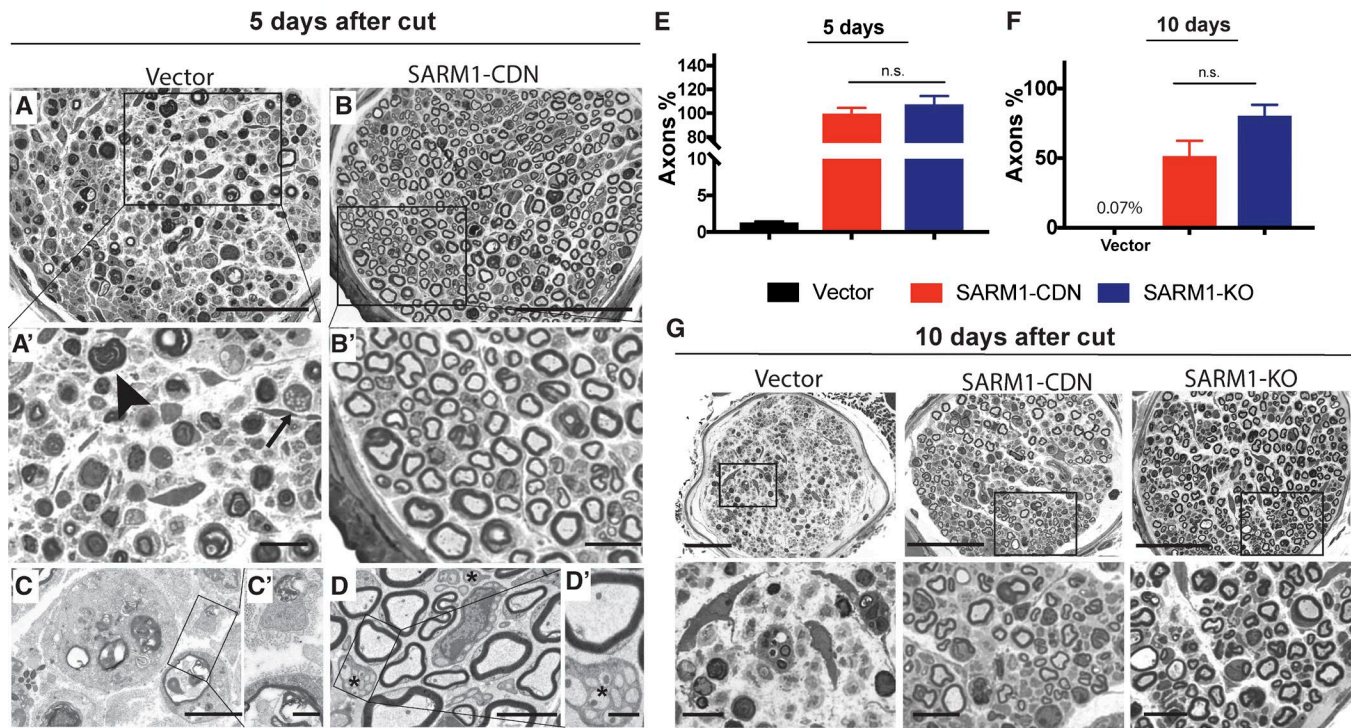 5 days after cut
Vector
SARM1-CDN
A
B
A'
B'
C
C'
D
D'
*
*
*
E
5 days
Axons %
140
120
100
80
10
5
0
n.s.
F
10 days
Axons %
100
50
0
n.s.
0.07%
Vector
Vector
SARM1-CDN
SARM1-KO
G
10 days after cut
Vector
SARM1-CDN
SARM1-KO